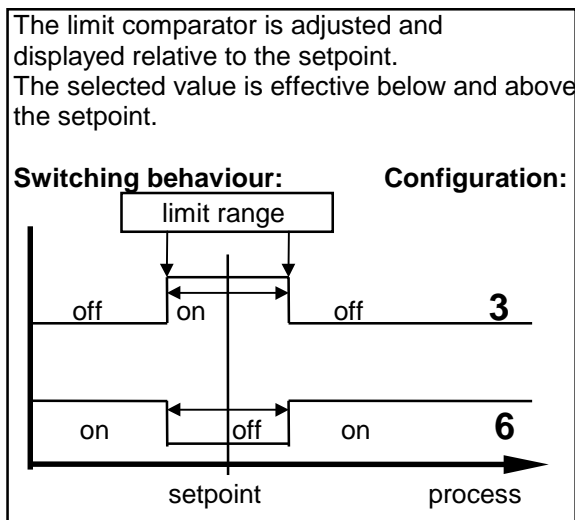 The limit comparator is adjusted and
displayed relative to the setpoint.
The selected value is effective below and above
the setpoint.
Switching behaviour: Configuration:
limit range
off on off 3
on off on 6
setpoint process